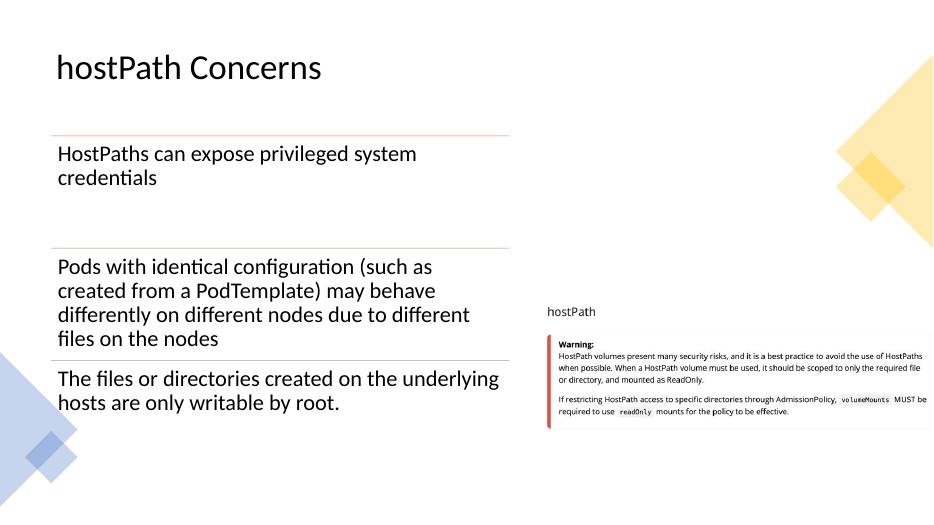 hostPath Concerns
HostPaths can expose privileged system
credentials
Pods with identical configuration (such as
created from a PodTemplate) may behave
differently on different nodes due to different
files on the nodes
The files or directories created on the underlying
hosts are only writable by root.
hostPath
Warning:
HostPath volumes present many security risks, and it is a best practice to avoid the use of HostPaths
when possible. When a HostPath volume must be used, it should be scoped to only the required file
or directory, and mounted as ReadOnly.
If restricting HostPath access to specific directories through AdmissionPolicy, volumeMounts MUST be
required to use readOnly mounts for the policy to be effective.